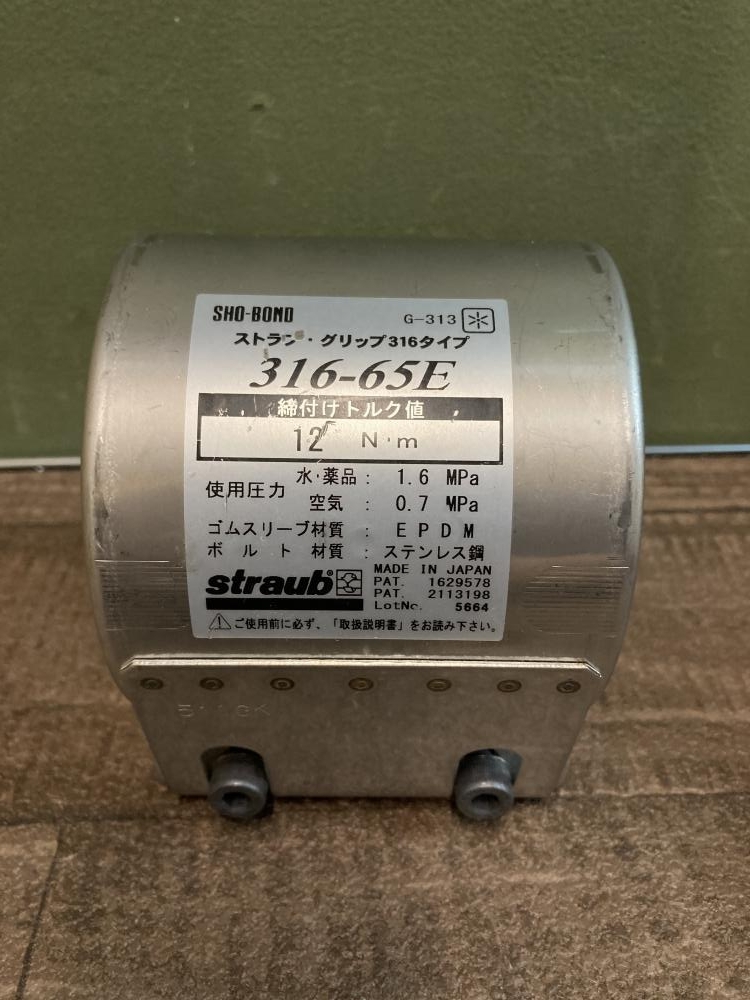 SHO-BOND
G-313
ストラブ・グリップ316タイプ
316-65E
締付けトルク値
12 N·m
使用圧力
水・薬品 : 1.6 MPa
空気 : 0.7 MPa
ゴムスリーブ材質 : EPDM
ボルト材質 : ステンレス鋼
straub®
MADE IN JAPAN
PAT. 1629578
PAT. 2113198
LotNo. 5664
ご使用前に必ず、「取扱説明書」をお読み下さい。